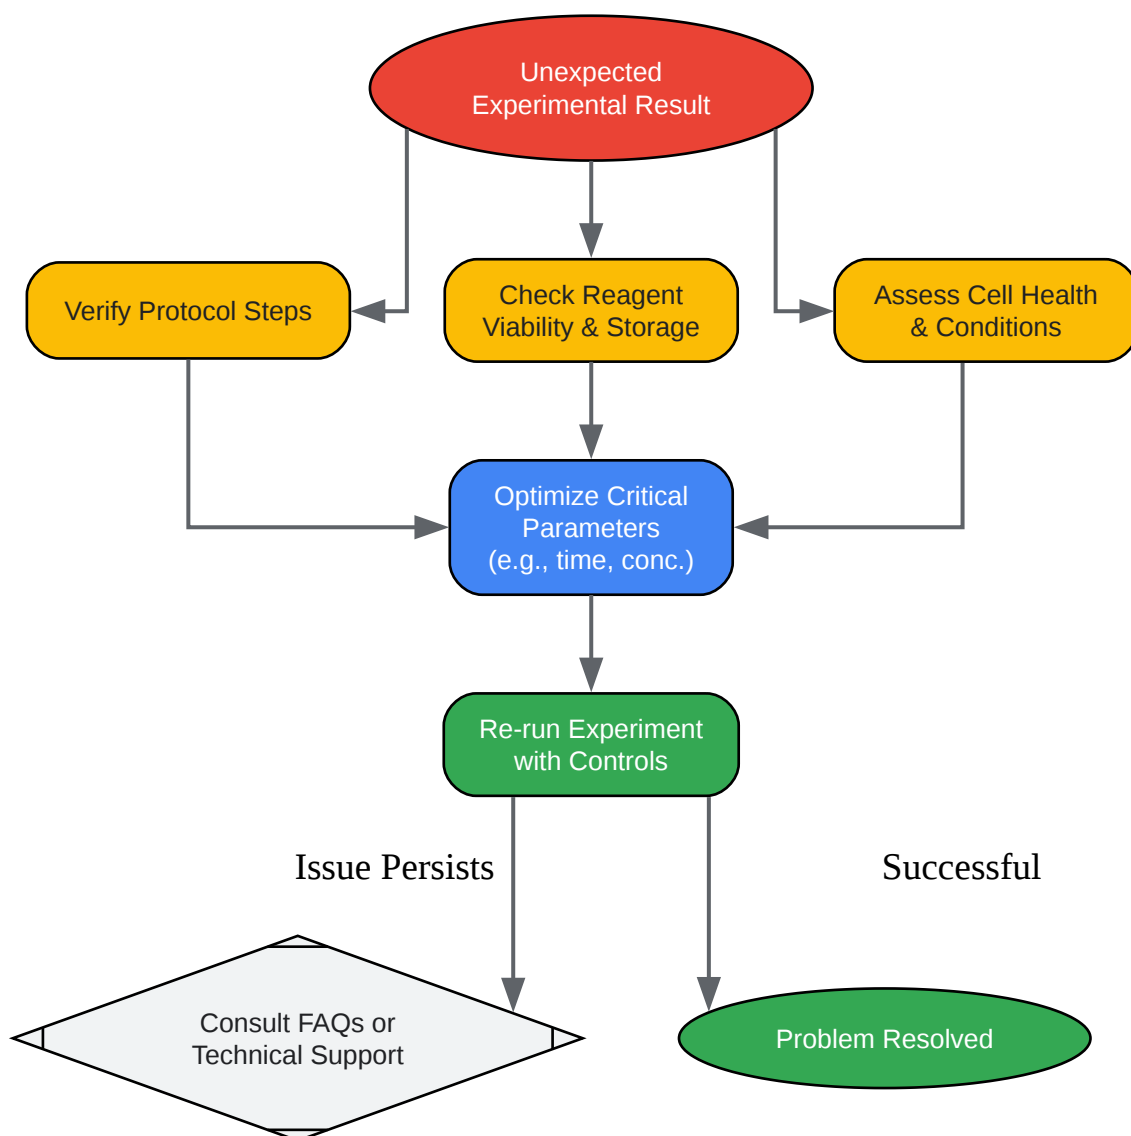 Unexpected
Experimental Result
Verify Protocol Steps
Check Reagent
Viability & Storage
Assess Cell Health
& Conditions
Optimize Critical
Parameters
(e.g., time, conc.)
Re-run Experiment
with Controls
Issue Persists
Successful
Consult FAQs or
Technical Support
Problem Resolved